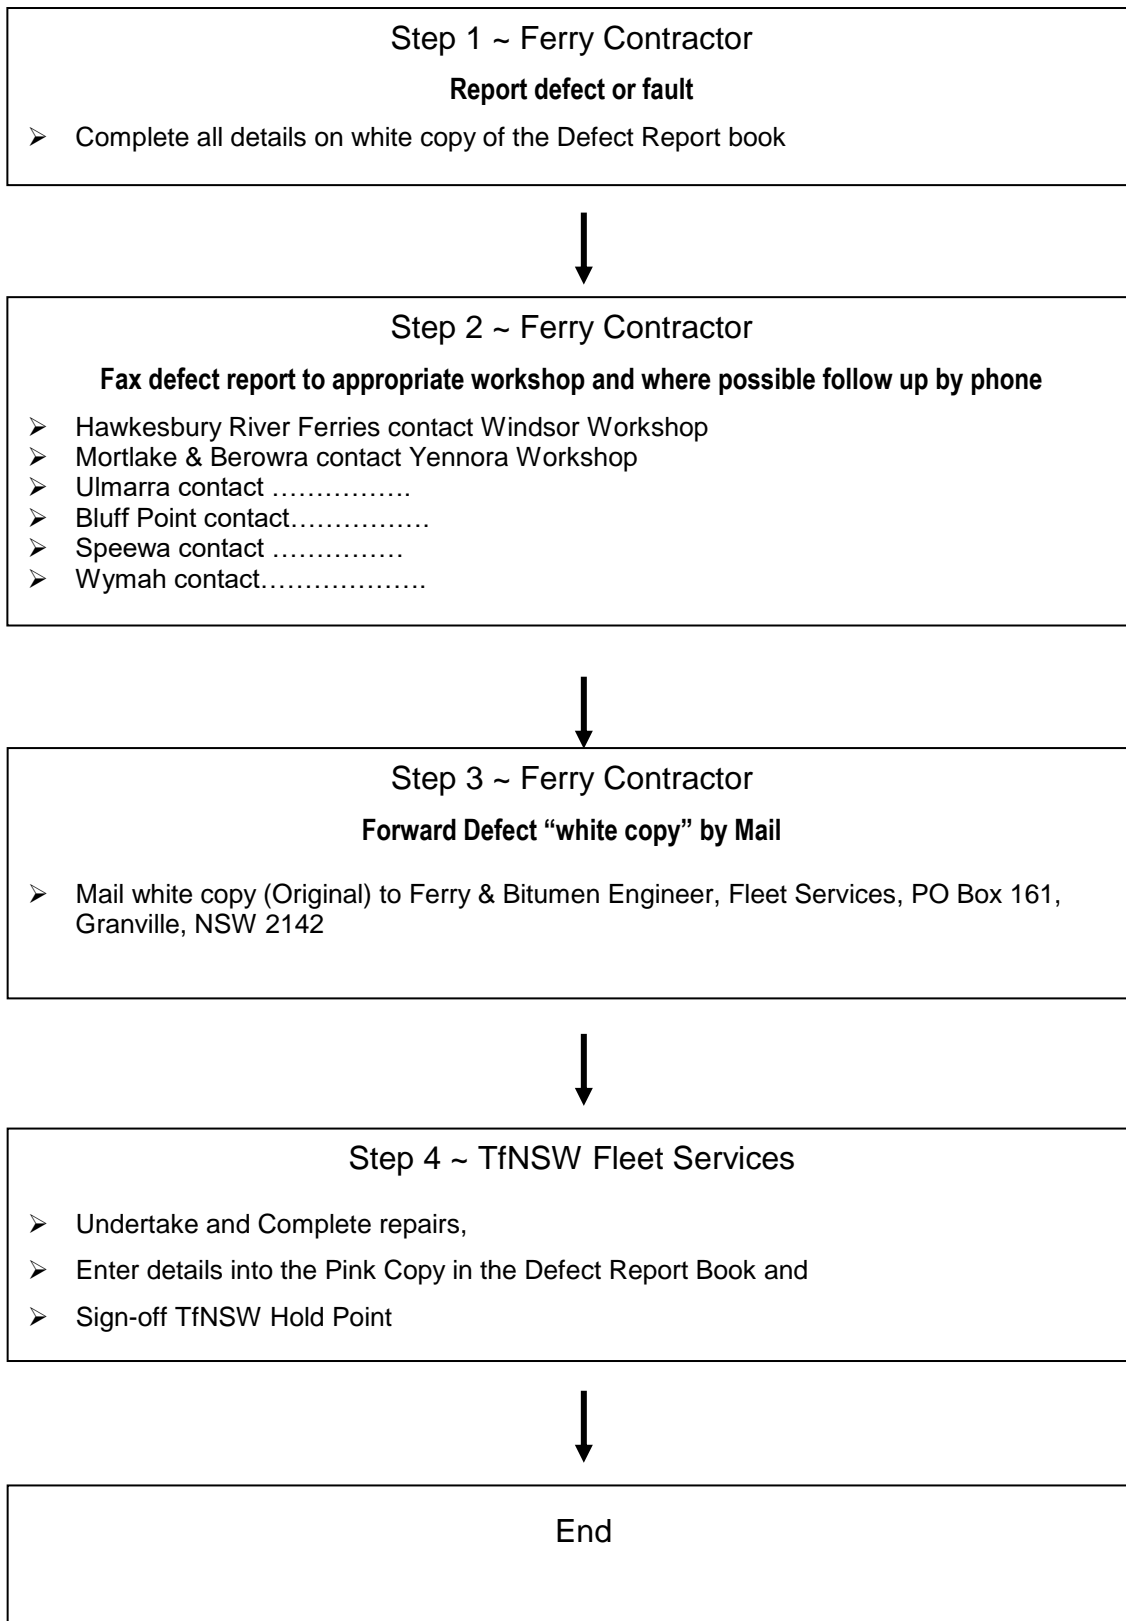 Step 1 ~ Ferry Contractor
Report defect or fault
➢ Complete all details on white copy of the Defect Report book
Step 2 ~ Ferry Contractor
Fax defect report to appropriate workshop and where possible follow up by phone
➢ Hawkesbury River Ferries contact Windsor Workshop
➢ Mortlake & Berowra contact Yennora Workshop
➢ Ulmarra contact …………….
➢ Bluff Point contact…………….
➢ Speewa contact ……………
➢ Wymah contact……………….
Step 3 ~ Ferry Contractor
Forward Defect “white copy” by Mail
➢ Mail white copy (Original) to Ferry & Bitumen Engineer, Fleet Services, PO Box 161,
Granville, NSW 2142
Step 4 ~ TfNSW Fleet Services
➢ Undertake and Complete repairs,
➢ Enter details into the Pink Copy in the Defect Report Book and
➢ Sign-off TfNSW Hold Point
End